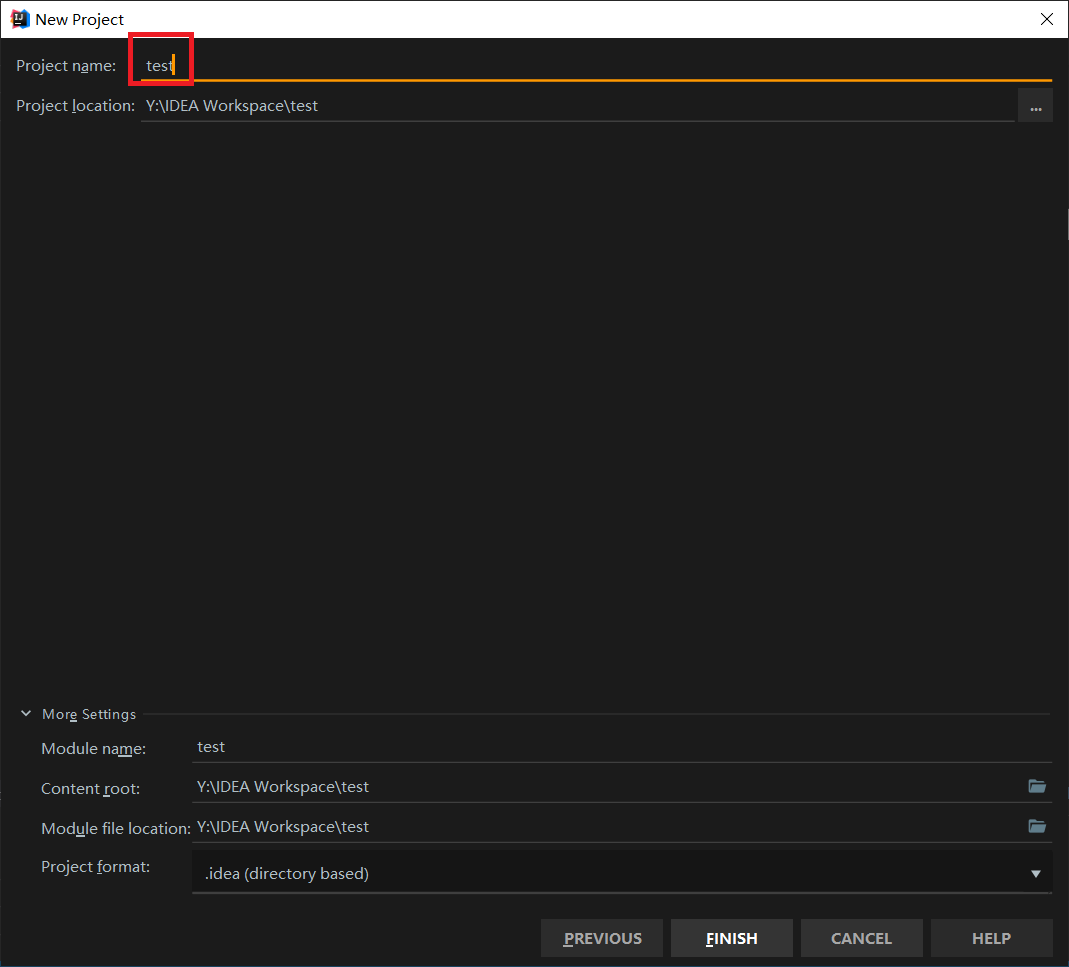 IJ New Project
Project name: test
Project location: Y:\IDEA Workspace\test ...
More Settings
Module name: test
Content root: Y:\IDEA Workspace\test
Module file location: Y:\IDEA Workspace\test
Project format: .idea (directory based)
PREVIOUS FINISH CANCEL HELP